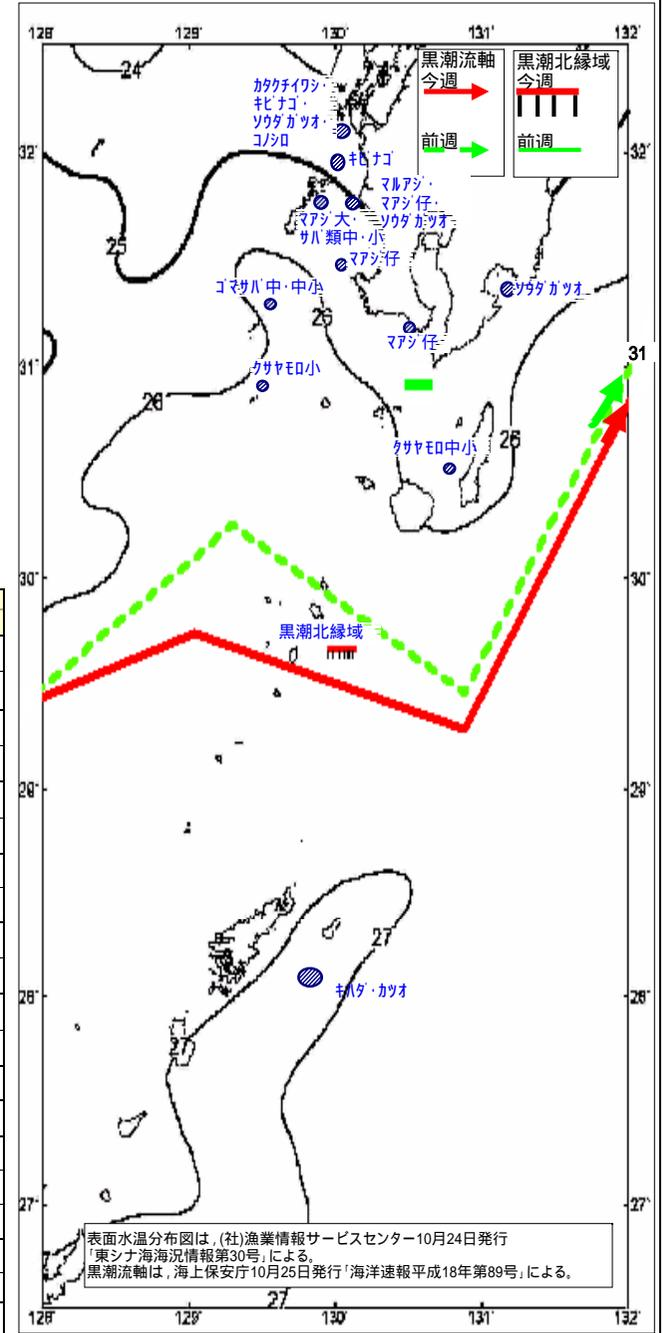 128°
129°
130°
131°
132°
黒潮流軸
今週
前週
黒潮北縁域
今週
前週
24
カタクチイワシ・
キビナゴ・
ソウダガツオ・
コノシロ
32°
キビナゴ
マルアジ・
マアジ仔・
ソウダガツオ
マアジ大・
サバ類中・小
25
マアジ仔
ゴマサバ中・中小
26
ソウダガツオ
マアジ仔
31°
31
クサヤモロ小
26
クサヤモロ中小
26
30°
黒潮北縁域
29°
27
28°
キハダ・カツオ
27
27°
表面水温分布図は,(社)漁業情報サービスセンター10月24日発行
「東シナ海海況情報第30号」による。
黒潮流軸は,海上保安庁10月25日発行「海洋速報平成18年第89号」による。
27
128°
129°
130°
131°
132°